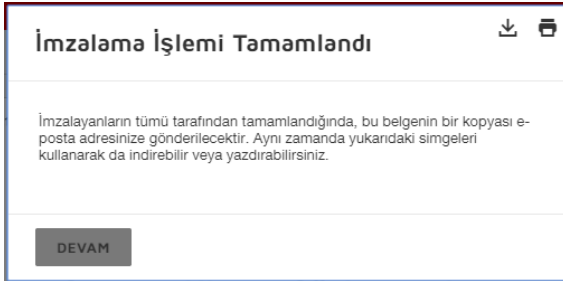 İmzalama İşlemi Tamamlandı
İmzalayanların tümü tarafından tamamlandığında, bu belgenin bir kopyası e-
posta adresinize gönderilecektir. Aynı zamanda yukarıdaki simgeleri
kullanarak da indirebilir veya yazdırabilirsiniz.
DEVAM